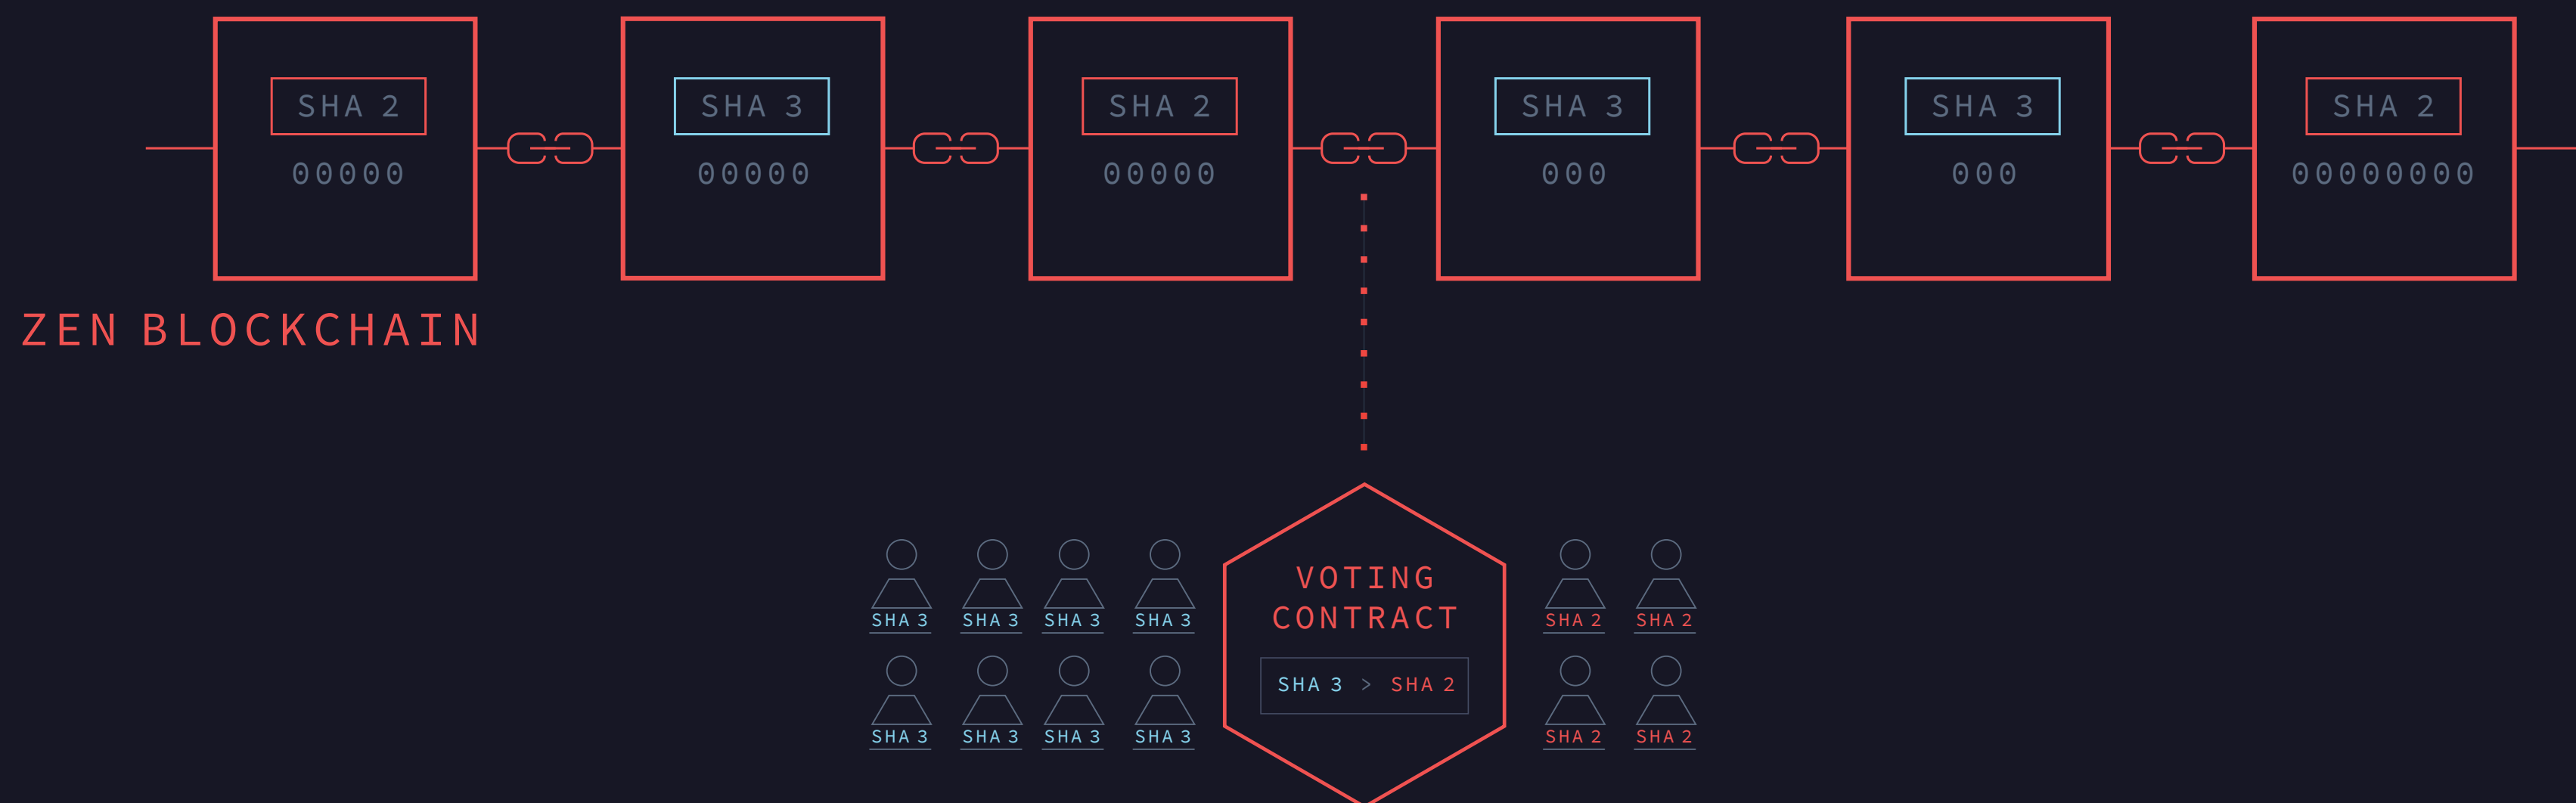 SHA 2 SHA 3 SHA 2 SHA 3 SHA 3 SHA 2
00000 00000 00000 000 000 00000000
ZEN BLOCKCHAIN
VOTING
CONTRACT
SHA 3 SHA 3 SHA 3 SHA 3 SHA 2 SHA 2
SHA 3 > SHA 2
SHA 3 SHA 3 SHA 3 SHA 3 SHA 2 SHA 2